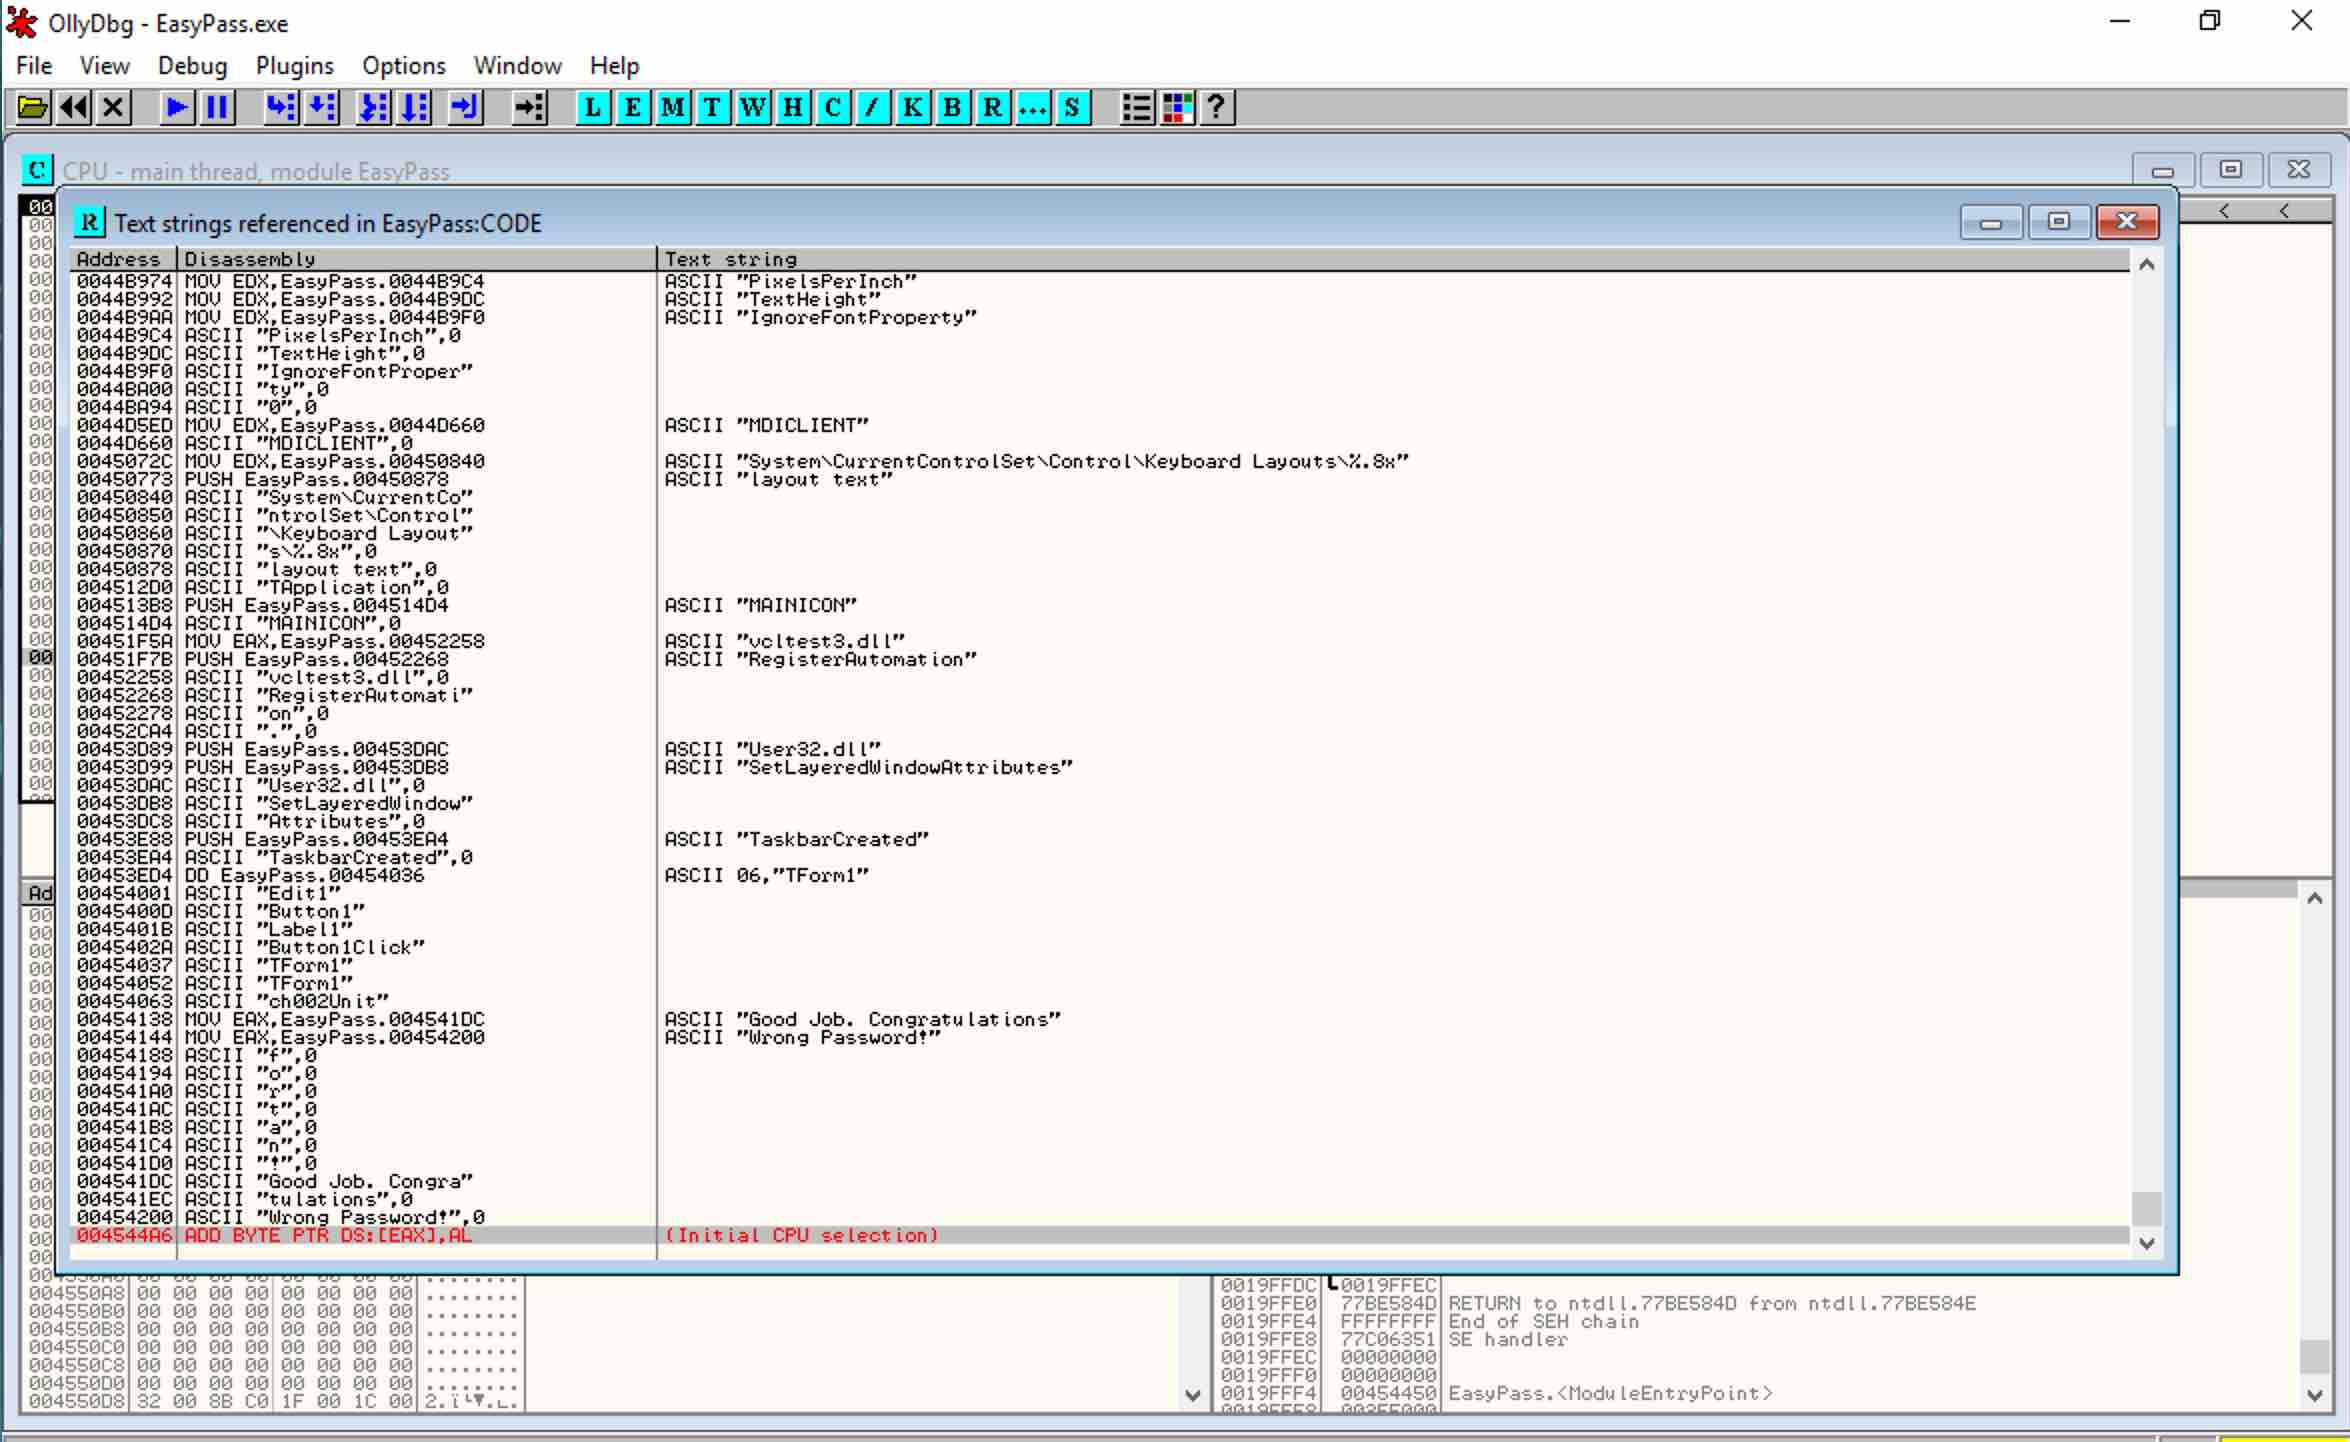 OllyDbg - EasyPass.exe
File View Debug Plugins Options Window Help
L E M T W H C / K B R ... S ?
C CPU - main thread, module EasyPass
R Text strings referenced in EasyPass:CODE
Address Disassembly Text string
0044B974 MOV EDX,EasyPass.0044B9C4 ASCII "PixelsPerInch"
0044B992 MOV EDX,EasyPass.0044B9DC ASCII "TextHeight"
0044B9AA MOV EDX,EasyPass.0044B9F0 ASCII "IgnoreFontProperty"
0044B9C4 ASCII "PixelsPerInch",0
0044B9DC ASCII "TextHeight",0
0044B9F0 ASCII "IgnoreFontProper"
0044BA00 ASCII "ty",0
0044BA94 ASCII "0",0
0044D5ED MOV EDX,EasyPass.0044D660 ASCII "MDICLIENT"
0044D660 ASCII "MDICLIENT",0
0045072C MOV EDX,EasyPass.00450840 ASCII "System\CurrentControlSet\Control\Keyboard Layouts\%.8x"
00450773 PUSH EasyPass.00450878 ASCII "layout text"
00450840 ASCII "System\CurrentCo"
00450850 ASCII "ntrolSet\Control"
00450860 ASCII "\Keyboard Layout"
00450870 ASCII "s\%.8x",0
00450878 ASCII "layout text",0
004512D0 ASCII "TApplication",0
004513B8 PUSH EasyPass.004514D4 ASCII "MAINICON"
004514D4 ASCII "MAINICON",0
00451F5A MOV EAX,EasyPass.00452258 ASCII "vcltest3.dll"
00451F7B PUSH EasyPass.00452268 ASCII "RegisterAutomation"
00452258 ASCII "vcltest3.dll",0
00452268 ASCII "RegisterAutomati"
00452278 ASCII "on",0
00452CA4 ASCII ".",0
00453D89 PUSH EasyPass.00453DAC ASCII "User32.dll"
00453D99 PUSH EasyPass.00453DB8 ASCII "SetLayeredWindowAttributes"
00453DAC ASCII "User32.dll",0
00453DB8 ASCII "SetLayeredWindow"
00453DC8 ASCII "Attributes",0
00453E88 PUSH EasyPass.00453EA4 ASCII "TaskbarCreated"
00453EA4 ASCII "TaskbarCreated",0
00453ED4 DD EasyPass.00454036 ASCII 06,"TForm1"
00454001 ASCII "Edit1"
0045400D ASCII "Button1"
0045401B ASCII "Label1"
0045402A ASCII "Button1Click"
00454037 ASCII "TForm1"
00454052 ASCII "TForm1"
00454063 ASCII "ch002Unit"
00454138 MOV EAX,EasyPass.004541DC ASCII "Good Job. Congratulations"
00454144 MOV EAX,EasyPass.00454200 ASCII "Wrong Password!"
00454188 ASCII "f",0
00454194 ASCII "o",0
004541A0 ASCII "r",0
004541AC ASCII "t",0
004541B8 ASCII "a",0
004541C4 ASCII "n",0
004541D0 ASCII "!",0
004541DC ASCII "Good Job. Congra"
004541EC ASCII "tulations",0
00454200 ASCII "Wrong Password!",0
004544A6 ADD BYTE PTR DS:[EAX],AL (Initial CPU selection)
004550A8 00 00 00 00 00 00 00 00 ........ 0019FFDC 0019FFEC
004550B0 00 00 00 00 00 00 00 00 ........ 0019FFE0 77BE584D RETURN to ntdll.77BE584D from ntdll.77BE584E
004550B8 00 00 00 00 00 00 00 00 ........ 0019FFE4 FFFFFFFF End of SEH chain
004550C0 00 00 00 00 00 00 00 00 ........ 0019FFE8 77C06351 SE handler
004550C8 00 00 00 00 00 00 00 00 ........ 0019FFEC 00000000
004550D0 00 00 00 00 00 00 00 00 ........ 0019FFF0 00000000
004550D8 32 00 8B C0 1F 00 1C 00 0019FFF4 00454450 EasyPass.<ModuleEntryPoint>